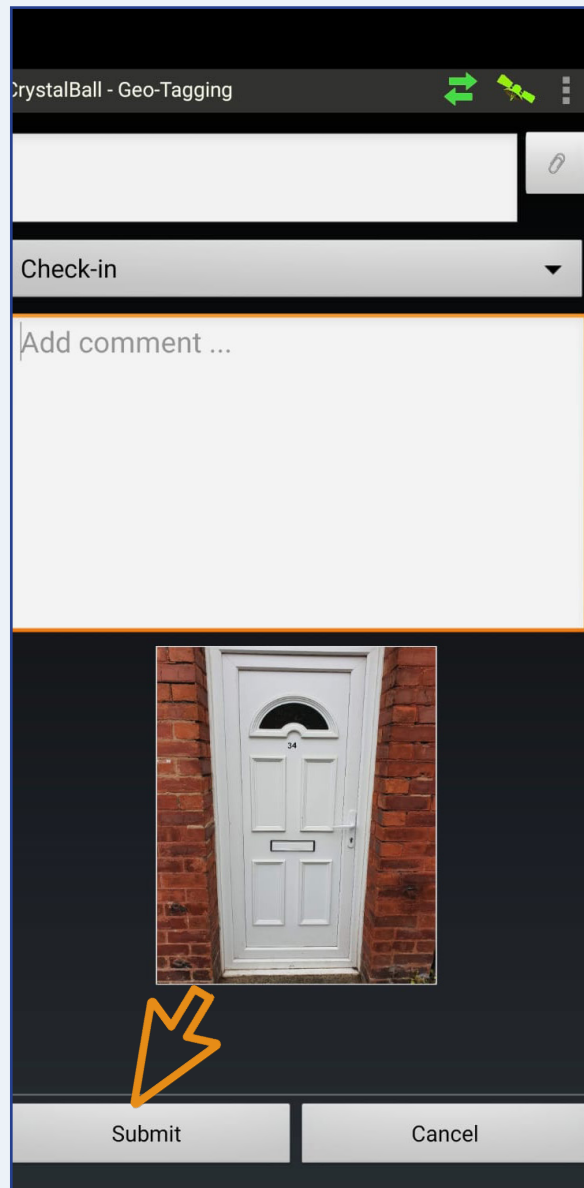 CrystalBall - Geo-Tagging
Check-in
Add comment ...
34
Submit
Cancel